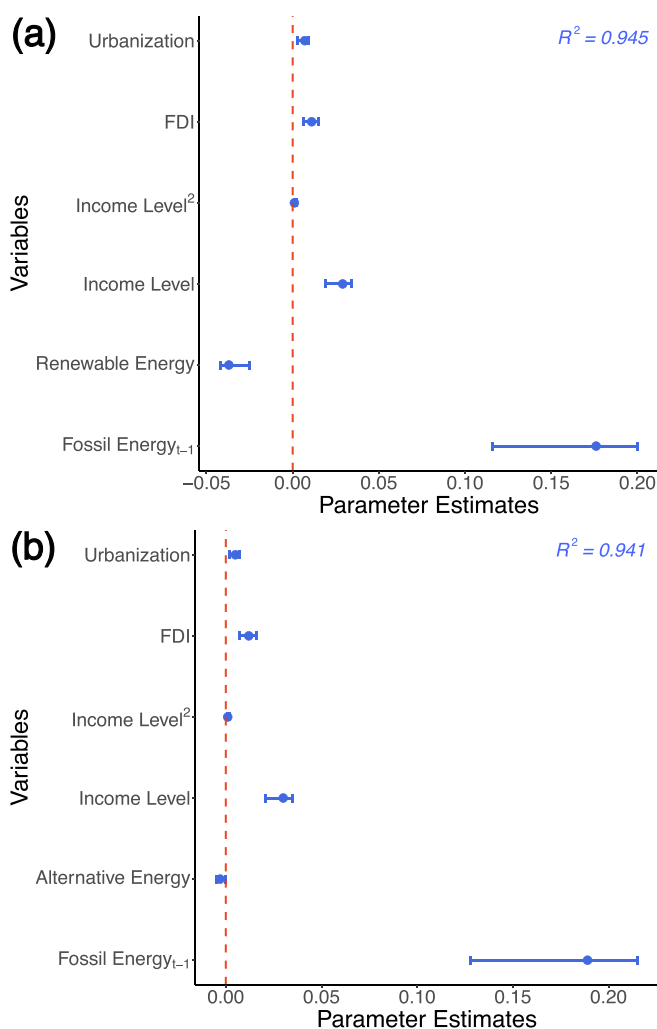 (a)
R² = 0.945
Urbanization
FDI
Income Level²
Income Level
Renewable Energy
Fossil Energyₜ₋₁
Variables
−0.05 0.00 0.05 0.10 0.15 0.20
Parameter Estimates
(b)
R² = 0.941
Urbanization
FDI
Income Level²
Income Level
Alternative Energy
Fossil Energyₜ₋₁
Variables
0.00 0.05 0.10 0.15 0.20
Parameter Estimates